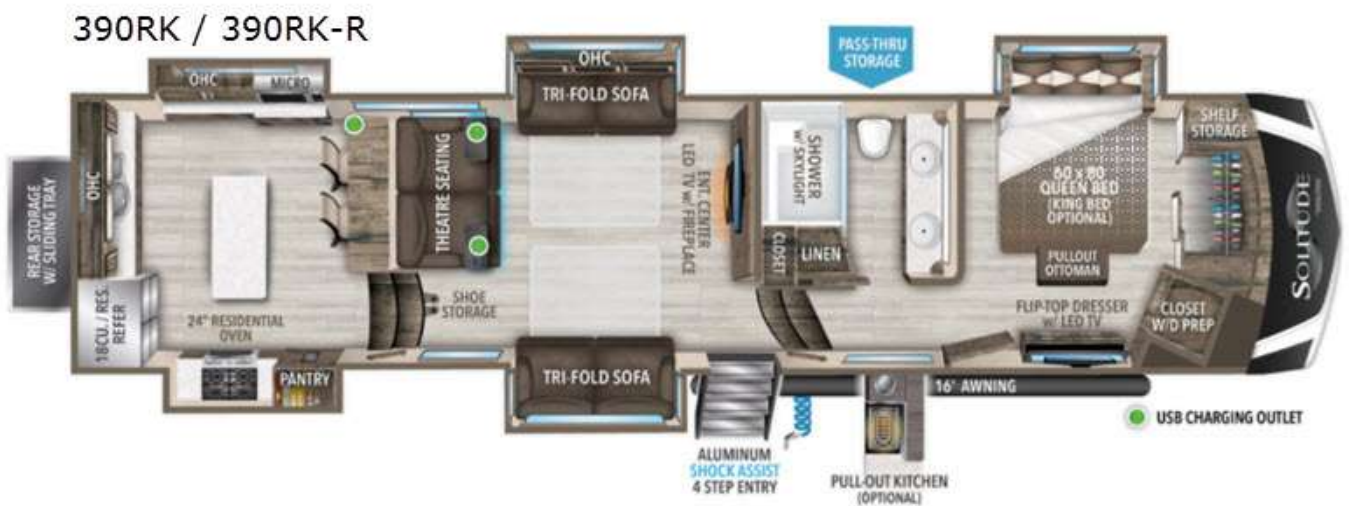 390RK / 390RK-R
OHC
MICRO
OHC
TRI-FOLD SOFA
PASS-THRU
STORAGE
SHELF
STORAGE
REAR STORAGE
W/ SLIDING TRAY
OHC
THEATRE SEATING
ENT. CENTER
LED TV w/ FIREPLACE
SHOWER
w/ SKYLIGHT
60 x 80
QUEEN BED
(KING BED
OPTIONAL)
CLOSET
LINEN
PULLOUT
OTTOMAN
SOLITUDE
18CU. / RES.
REFER
24" RESIDENTIAL
OVEN
SHOE
STORAGE
FLIP-TOP DRESSER
w/ LED TV
CLOSET
W/D PREP
PANTRY
TRI-FOLD SOFA
16' AWNING
USB CHARGING OUTLET
ALUMINUM
SHOCK ASSIST
4 STEP ENTRY
PULL-OUT KITCHEN
(OPTIONAL)